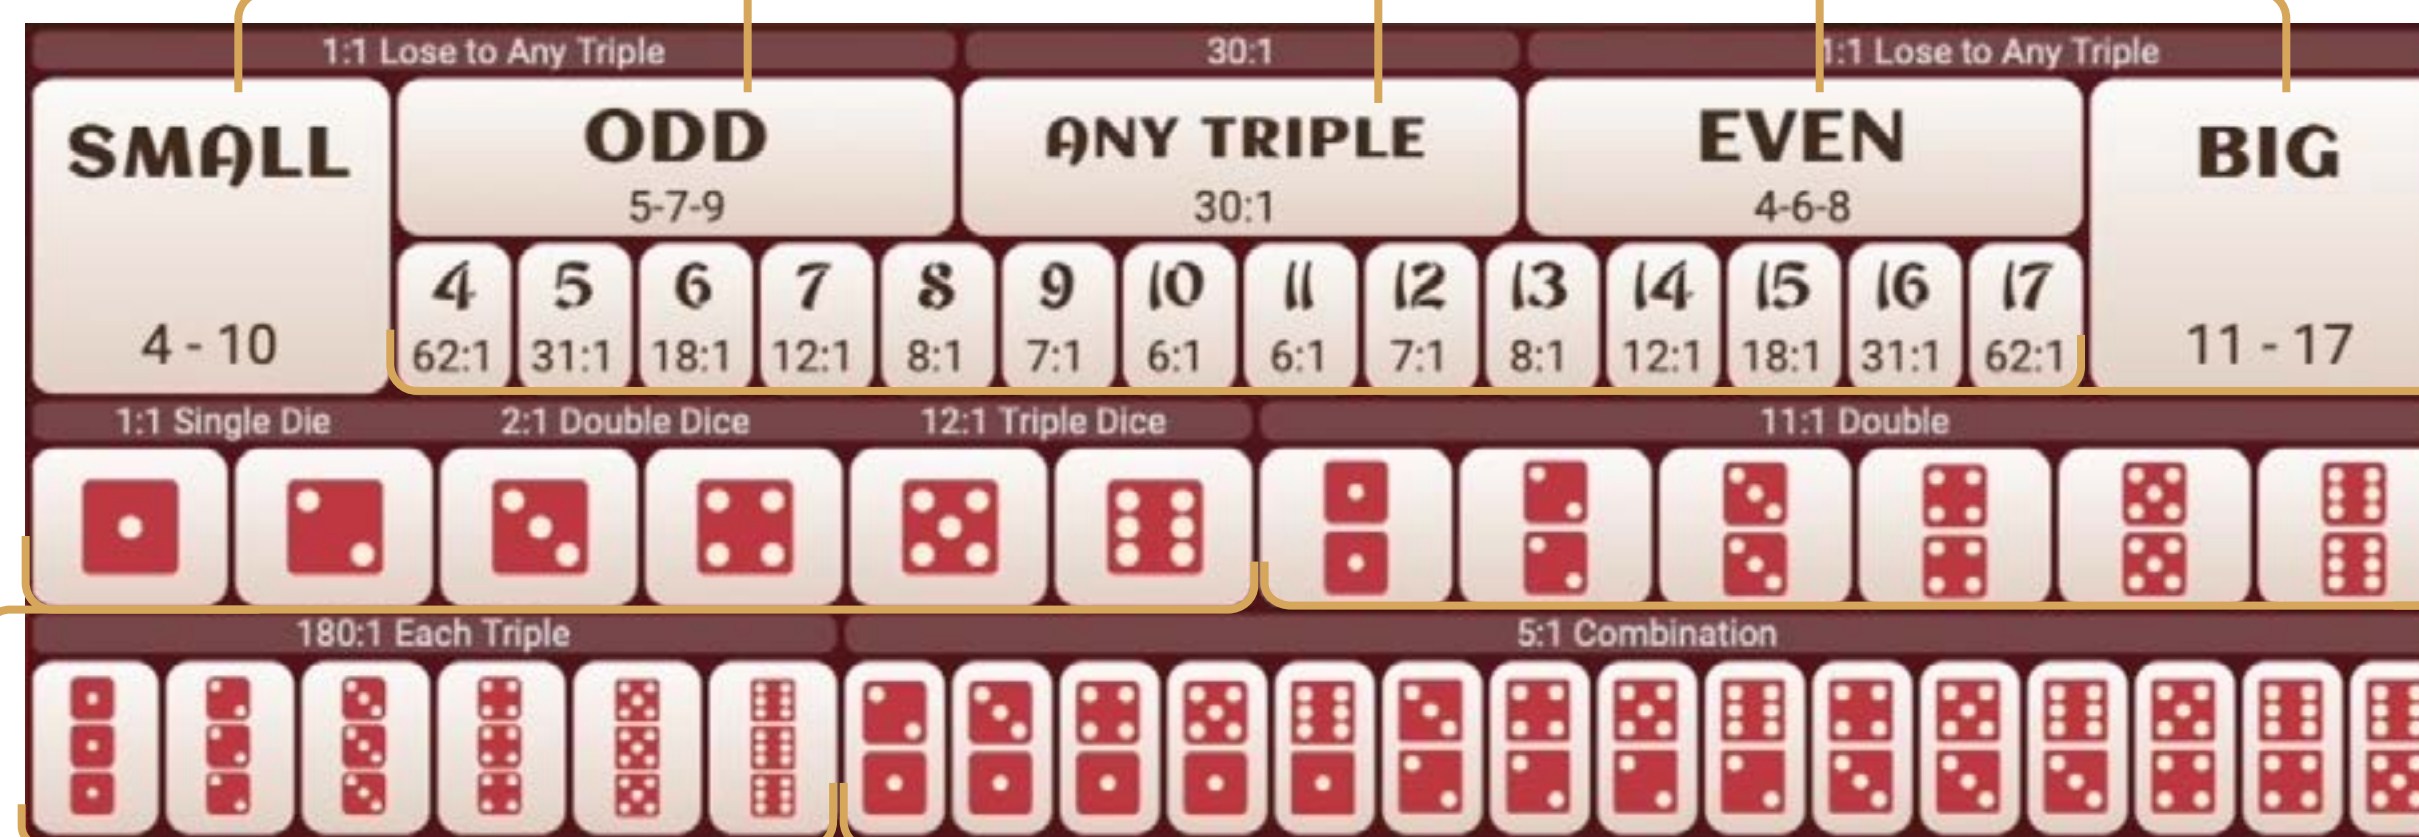 1:1 Lose to Any Triple
30:1
1:1 Lose to Any Triple
SMALL
4 - 10
ODD
5-7-9
ANY TRIPLE
30:1
EVEN
4-6-8
BIG
11 - 17
4 5 6 7 8 9 10 11 12 13 14 15 16 17
62:1 31:1 18:1 12:1 8:1 7:1 6:1 6:1 7:1 8:1 12:1 18:1 31:1 62:1
1:1 Single Die
2:1 Double Dice
12:1 Triple Dice
11:1 Double
180:1 Each Triple
5:1 Combination